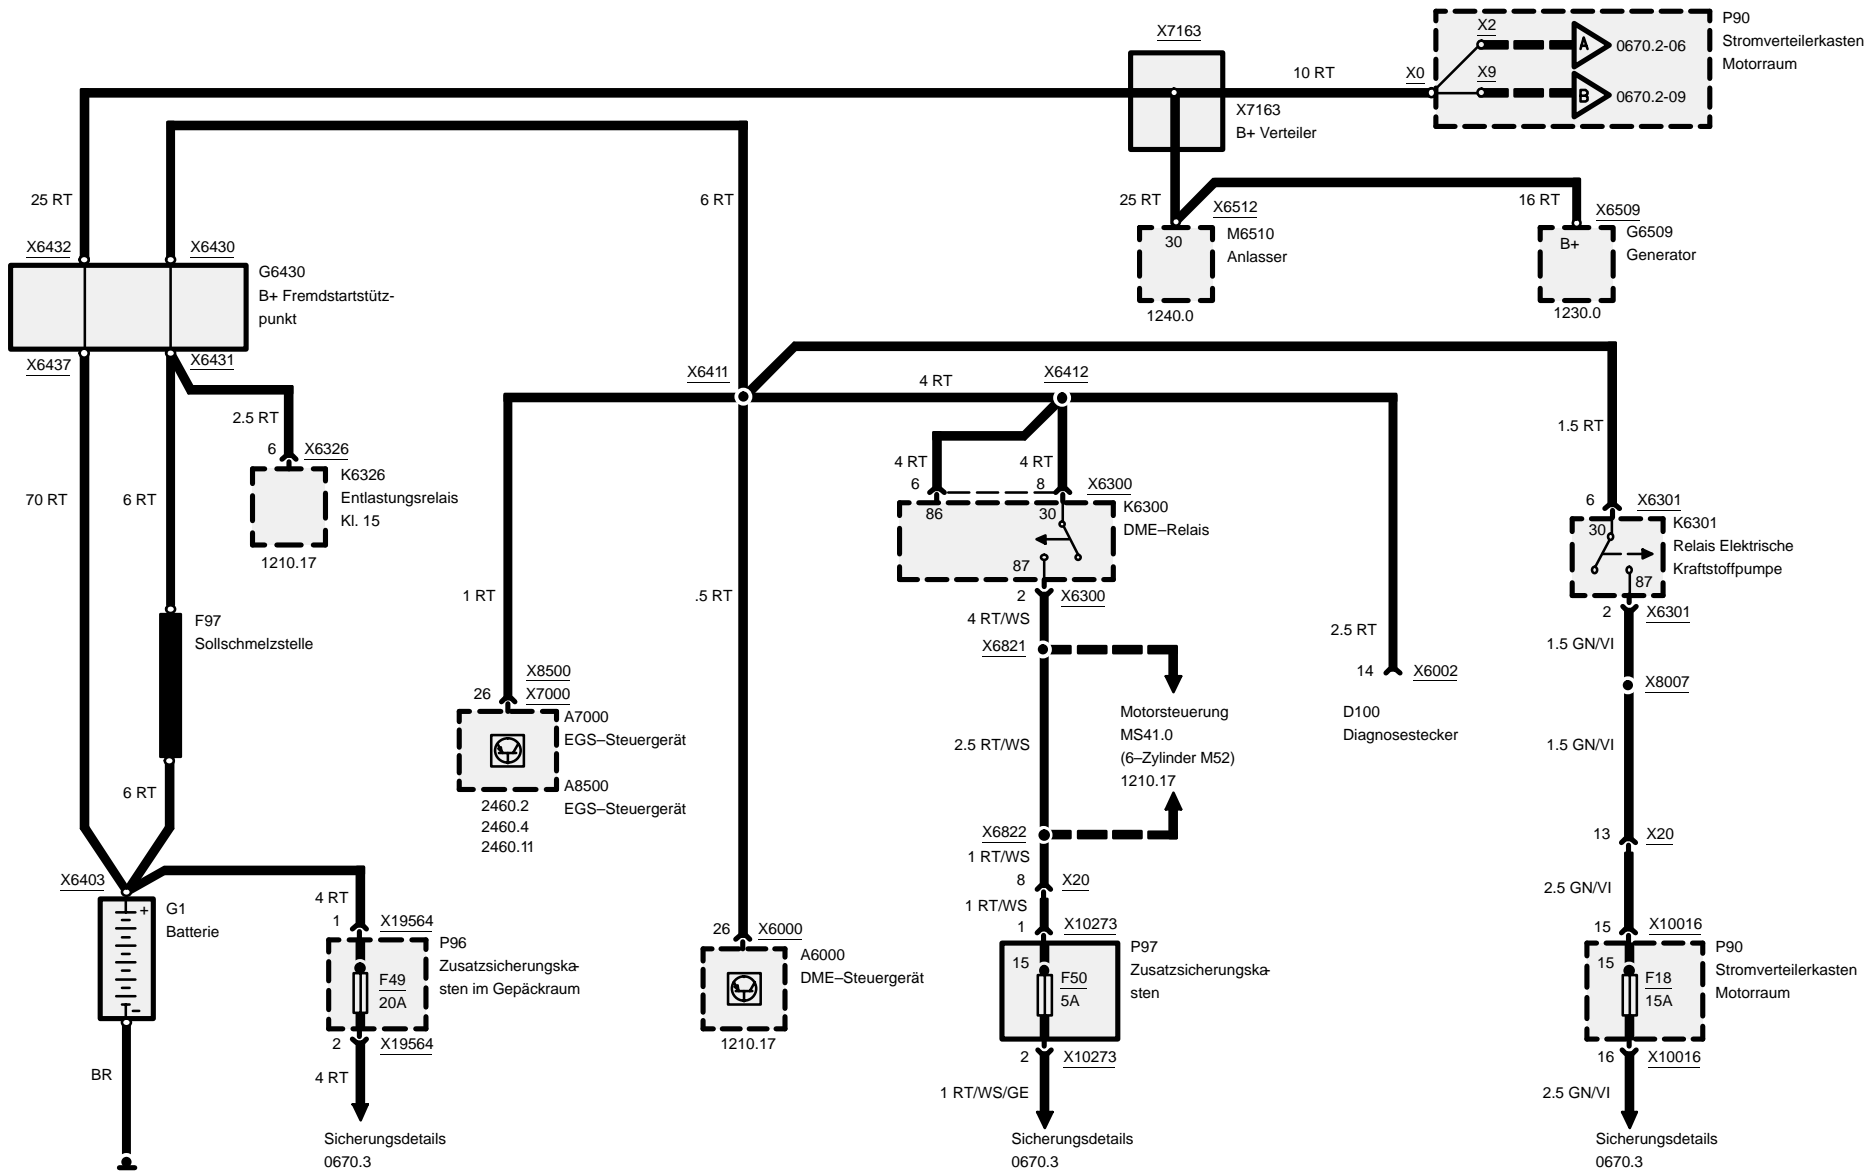 X7163
X2
P90
Stromverteilerkasten
Motorraum
A
0670.2-06
10 RT
X0
X9
B
0670.2-09
X7163
B+ Verteiler
25 RT
6 RT
25 RT
X6512
16 RT
X6509
X6432
X6430
30
M6510
Anlasser
B+
G6509
Generator
1240.0
1230.0
G6430
B+ Fremdstartstütz-
punkt
X6437
X6431
X6411
4 RT
X6412
2.5 RT
1.5 RT
6
X6326
K6326
Entlastungsrelais
Kl. 15
1210.17
70 RT
6 RT
4 RT
4 RT
6
8
X6300
86
30
K6300
DME–Relais
87
2
X6300
6
X6301
30
K6301
Relais Elektrische
Kraftstoffpumpe
87
2
X6301
1 RT
.5 RT
4 RT/WS
X6821
2.5 RT
1.5 GN/VI
F97
Sollschmelzstelle
X8500
26
X7000
14
X6002
X8007
A7000
EGS–Steuergerät
A8500
EGS–Steuergerät
2460.2
2460.4
2460.11
Motorsteuerung
MS41.0
(6–Zylinder M52)
1210.17
D100
Diagnosestecker
2.5 RT/WS
1.5 GN/VI
6 RT
X6822
1 RT/WS
8
X20
1 RT/WS
13
X20
2.5 GN/VI
X6403
4 RT
1
X19564
+
G1
Batterie
-
P96
Zusatzsicherungska-
sten im Gepäckraum
F49
20A
2
X19564
4 RT
26
X6000
A6000
DME–Steuergerät
1210.17
1
X10273
15
P97
Zusatzsicherungska-
sten
F50
5A
2
X10273
1 RT/WS/GE
15
X10016
15
P90
Stromverteilerkasten
Motorraum
F18
15A
16
X10016
2.5 GN/VI
BR
Sicherungsdetails
0670.3
Sicherungsdetails
0670.3
Sicherungsdetails
0670.3